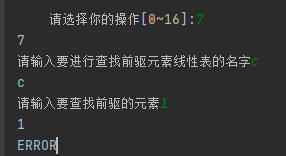 请选择你的操作[0~16]:7
7
请输入要进行查找前驱元素线性表的名字c
c
请输入要查找前驱的元素1
1
ERROR